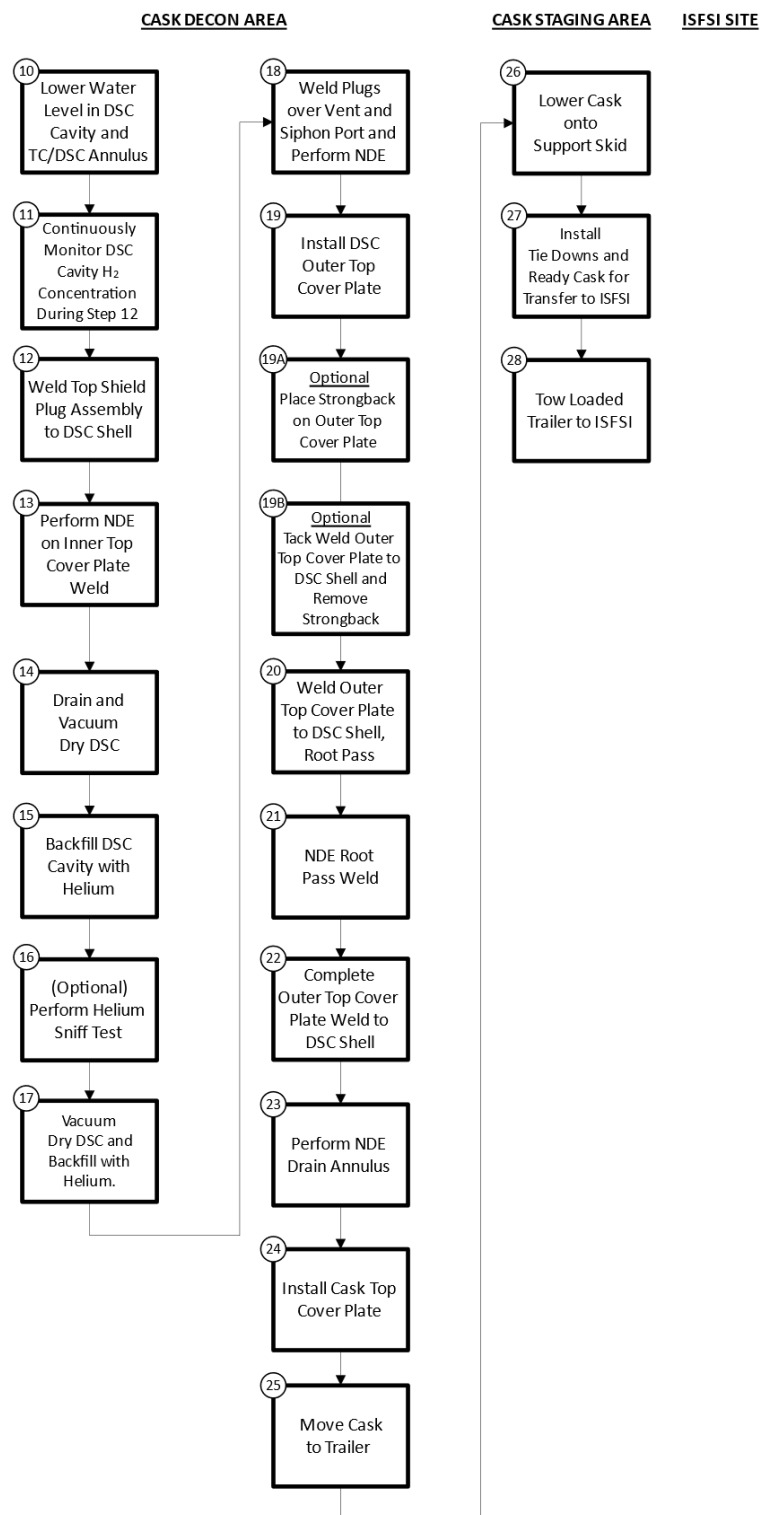 CASK DECON AREA
CASK STAGING AREA
ISFSI SITE
10
Lower Water
Level in DSC
Cavity and
TC/DSC Annulus
11
Continuously
Monitor DSC
Cavity H₂
Concentration
During Step 12
12
Weld Top Shield
Plug Assembly
to DSC Shell
13
Perform NDE
on Inner Top
Cover Plate
Weld
14
Drain and
Vacuum
Dry DSC
15
Backfill DSC
Cavity with
Helium
16
(Optional)
Perform Helium
Sniff Test
17
Vacuum
Dry DSC and
Backfill with
Helium.
18
Weld Plugs
over Vent and
Siphon Port and
Perform NDE
19
Install DSC
Outer Top
Cover Plate
19A
Optional
Place Strongback
on Outer Top
Cover Plate
19B
Optional
Tack Weld Outer
Top Cover Plate to
DSC Shell and
Remove
Strongback
20
Weld Outer
Top Cover Plate
to DSC Shell,
Root Pass
21
NDE Root
Pass Weld
22
Complete
Outer Top Cover
Plate Weld to
DSC Shell
23
Perform NDE
Drain Annulus
24
Install Cask Top
Cover Plate
25
Move Cask
to Trailer
26
Lower Cask
onto
Support Skid
27
Install
Tie Downs and
Ready Cask for
Transfer to ISFSI
28
Tow Loaded
Trailer to ISFSI